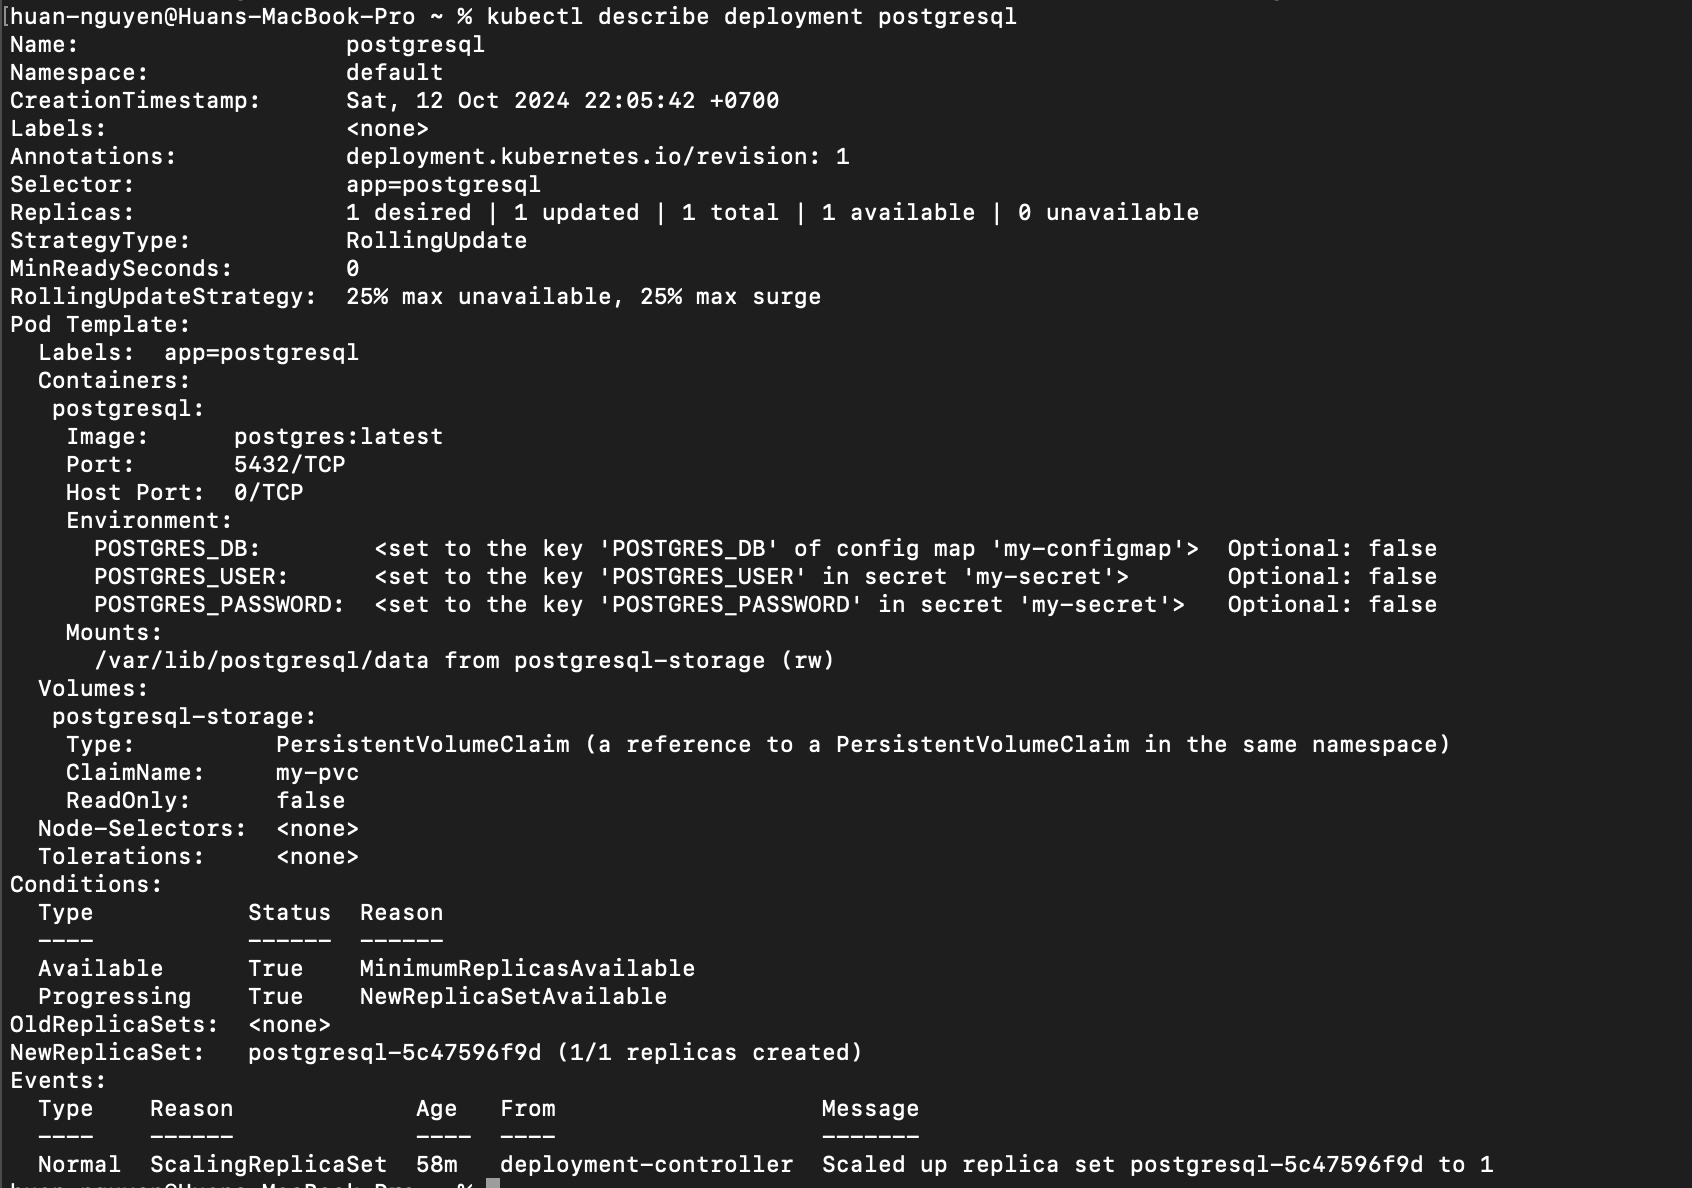 [huan-nguyen@Huans-MacBook-Pro ~ % kubectl describe deployment postgresql
Name:                   postgresql
Namespace:              default
CreationTimestamp:      Sat, 12 Oct 2024 22:05:42 +0700
Labels:                 <none>
Annotations:            deployment.kubernetes.io/revision: 1
Selector:               app=postgresql
Replicas:               1 desired | 1 updated | 1 total | 1 available | 0 unavailable
StrategyType:           RollingUpdate
MinReadySeconds:        0
RollingUpdateStrategy:  25% max unavailable, 25% max surge
Pod Template:
  Labels:  app=postgresql
  Containers:
   postgresql:
    Image:      postgres:latest
    Port:       5432/TCP
    Host Port:  0/TCP
    Environment:
      POSTGRES_DB:        <set to the key 'POSTGRES_DB' of config map 'my-configmap'>  Optional: false
      POSTGRES_USER:      <set to the key 'POSTGRES_USER' in secret 'my-secret'>       Optional: false
      POSTGRES_PASSWORD:  <set to the key 'POSTGRES_PASSWORD' in secret 'my-secret'>   Optional: false
    Mounts:
      /var/lib/postgresql/data from postgresql-storage (rw)
  Volumes:
   postgresql-storage:
    Type:          PersistentVolumeClaim (a reference to a PersistentVolumeClaim in the same namespace)
    ClaimName:     my-pvc
    ReadOnly:      false
  Node-Selectors:  <none>
  Tolerations:     <none>
Conditions:
  Type           Status  Reason
  ----           ------  ------
  Available      True    MinimumReplicasAvailable
  Progressing    True    NewReplicaSetAvailable
OldReplicaSets:  <none>
NewReplicaSet:   postgresql-5c47596f9d (1/1 replicas created)
Events:
  Type    Reason             Age   From                   Message
  ----    ------             ----  ----                   -------
  Normal  ScalingReplicaSet  58m   deployment-controller  Scaled up replica set postgresql-5c47596f9d to 1
huan-nguyen@Huans-MacBook-Pro ~ %